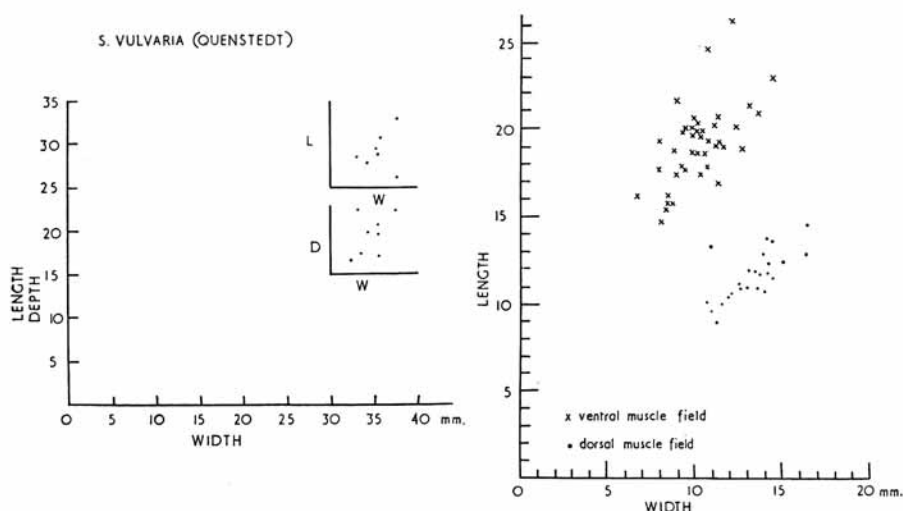 S. VULVARIA (QUENSTEDT)
35
30
25
20
15
10
5
LENGTH
DEPTH
L
W
D
W
0 5 10 15 20 25 30 35 40 mm.
WIDTH
25
20
15
10
5
0
LENGTH
x ventral muscle field
• dorsal muscle field
0 5 10 15 20 mm.
WIDTH